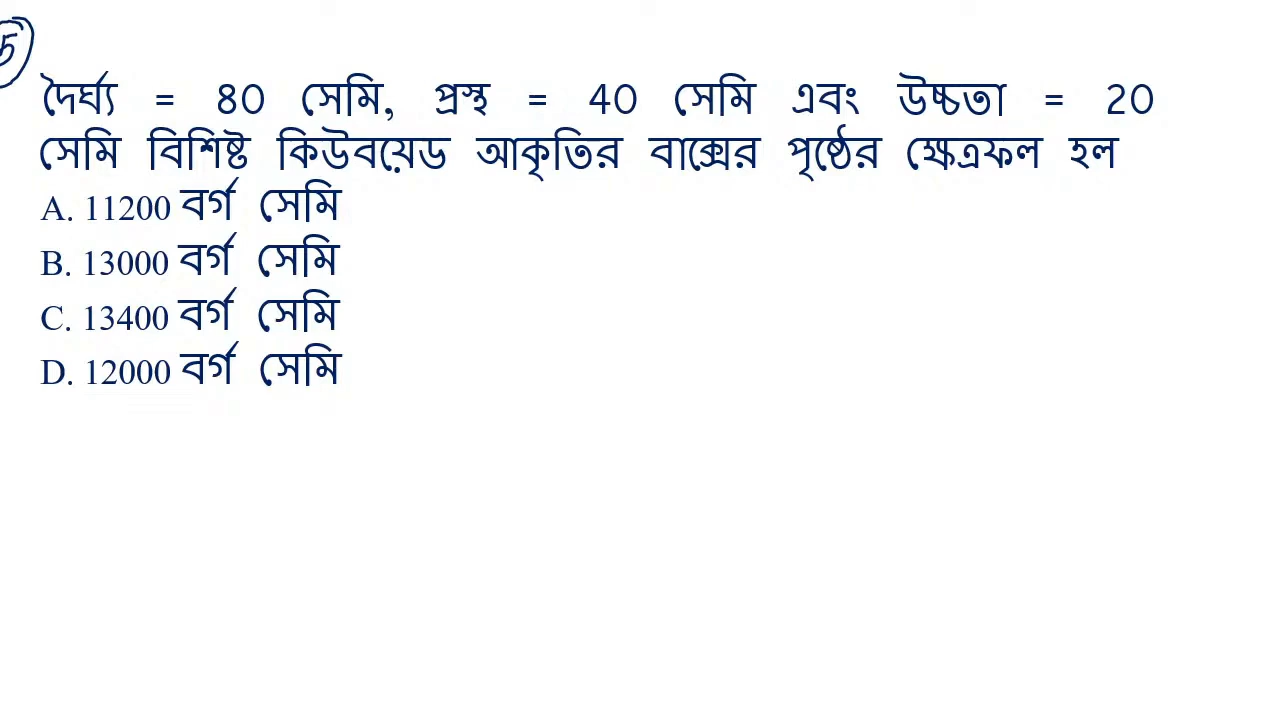 দৈর্ঘ্য = 80 সেমি, প্রস্থ = 40 সেমি এবং উচ্চতা = 20
সেমি বিশিষ্ট কিউবয়েড আকৃতির বাক্সের পৃষ্ঠের ক্ষেত্রফল হল
A. 11200 বর্গ সেমি
B. 13000 বর্গ সেমি
C. 13400 বর্গ সেমি
D. 12000 বর্গ সেমি